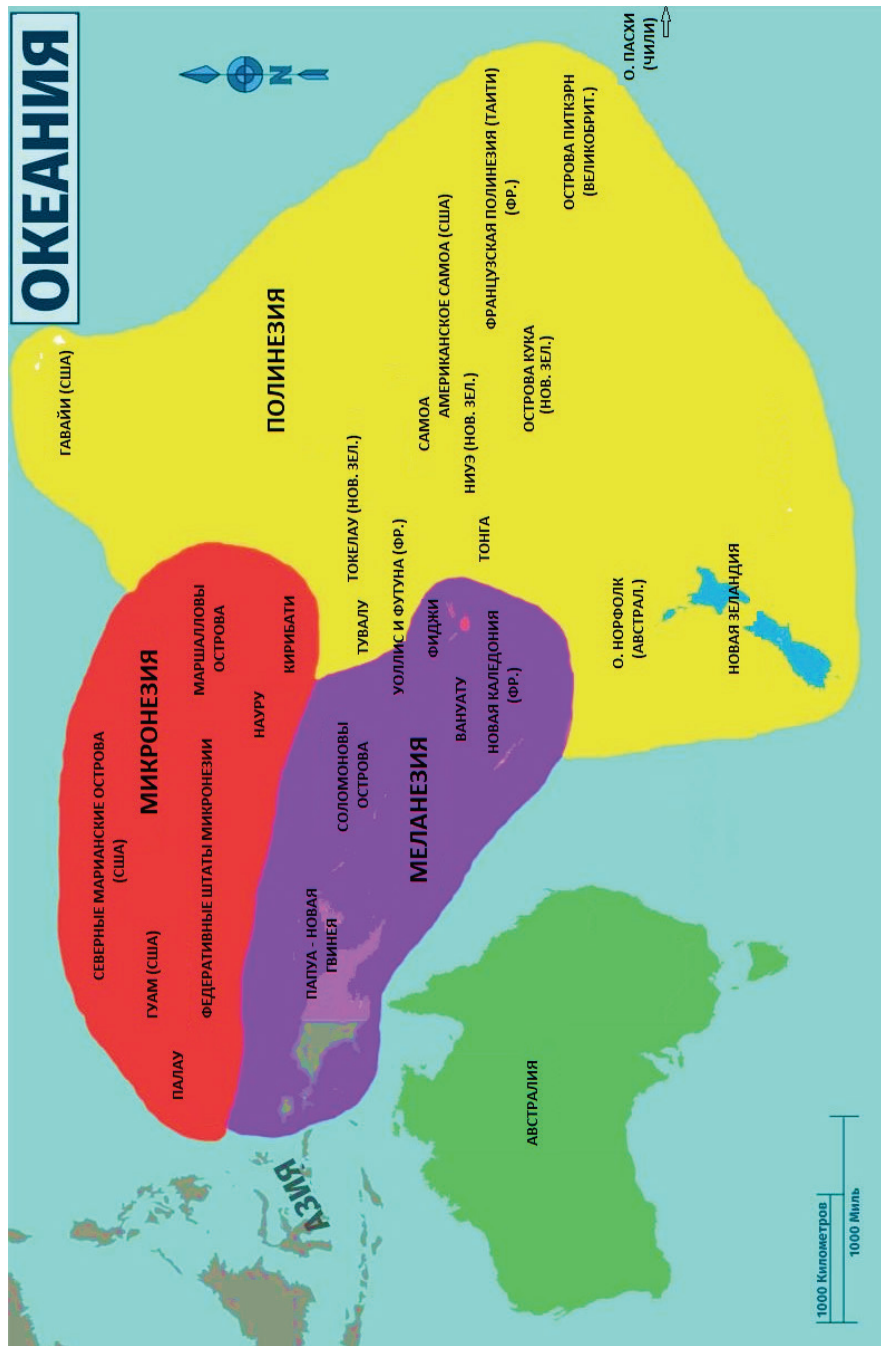 ОКЕАНИЯ
N
ГАВАЙИ (США)
СЕВЕРНЫЕ МАРИАНСКИЕ ОСТРОВА
(США)
МИКРОНЕЗИЯ
ГУАМ (США)
МАРШАЛЛОВЫ
ОСТРОВА
ПАЛАУ
ФЕДЕРАТИВНЫЕ ШТАТЫ МИКРОНЕЗИИ
НАУРУ
КИРИБАТИ
ПОЛИНЕЗИЯ
АЗИЯ
ПАПУА - НОВАЯ
ГВИНЕЯ
СОЛОМОНОВЫ
ОСТРОВА
ТУВАЛУ
ТОКЕЛАУ (НОВ. ЗЕЛ.)
МЕЛАНЕЗИЯ
УОЛЛИС И ФУТУНА (ФР.)
САМОА
АМЕРИКАНСКОЕ САМОА (США)
ФИДЖИ
ВАНУАТУ
НИУЭ (НОВ. ЗЕЛ.)
ТОНГА
НОВАЯ КАЛЕДОНИЯ
(ФР.)
ФРАНЦУЗСКАЯ ПОЛИНЕЗИЯ (ТАИТИ)
(ФР.)
ОСТРОВА КУКА
(НОВ. ЗЕЛ.)
ОСТРОВА ПИТКЭРН
(ВЕЛИКОБРИТ.)
О. ПАСХИ
(ЧИЛИ)
АВСТРАЛИЯ
О. НОРФОЛК
(АВСТРАЛ.)
НОВАЯ ЗЕЛАНДИЯ
1000 Километров
1000 Миль